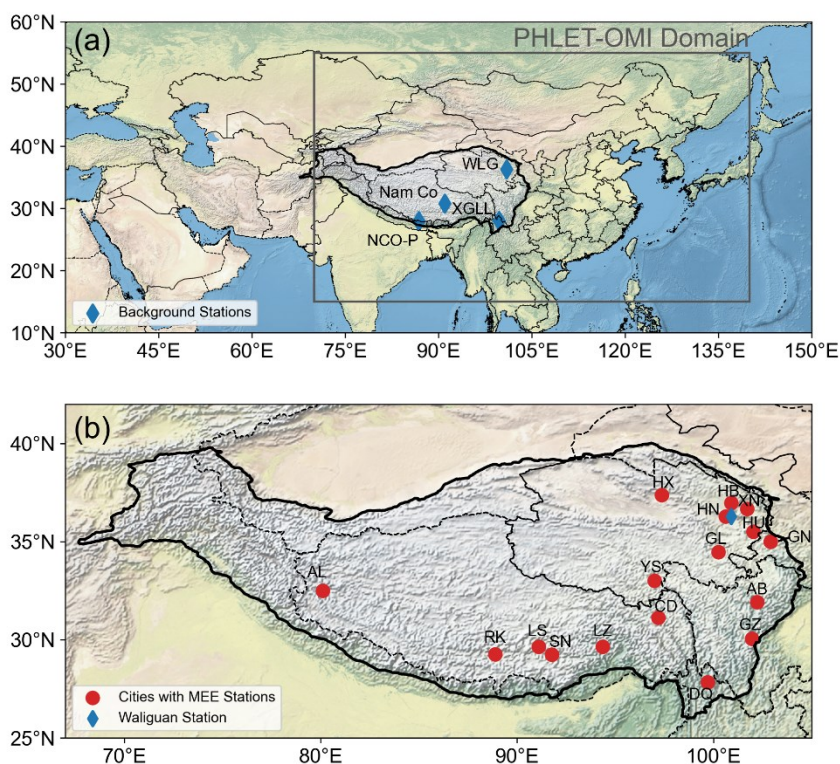 60°N
(a)
PHLET-OMI Domain
50°N
40°N
WLG
Nam Co
XGLL
30°N
NCO-P
20°N
Background Stations
10°N
30°E 45°E 60°E 75°E 90°E 105°E 120°E 135°E 150°E
(b)
40°N
HX
HB
XN
HN
HU
35°N
GN
GL
YS
AL
AB
CD
30°N
GZ
RK
LS
SN
LZ
DQ
Cities with MEE Stations
Waliguan Station
25°N
70°E 80°E 90°E 100°E